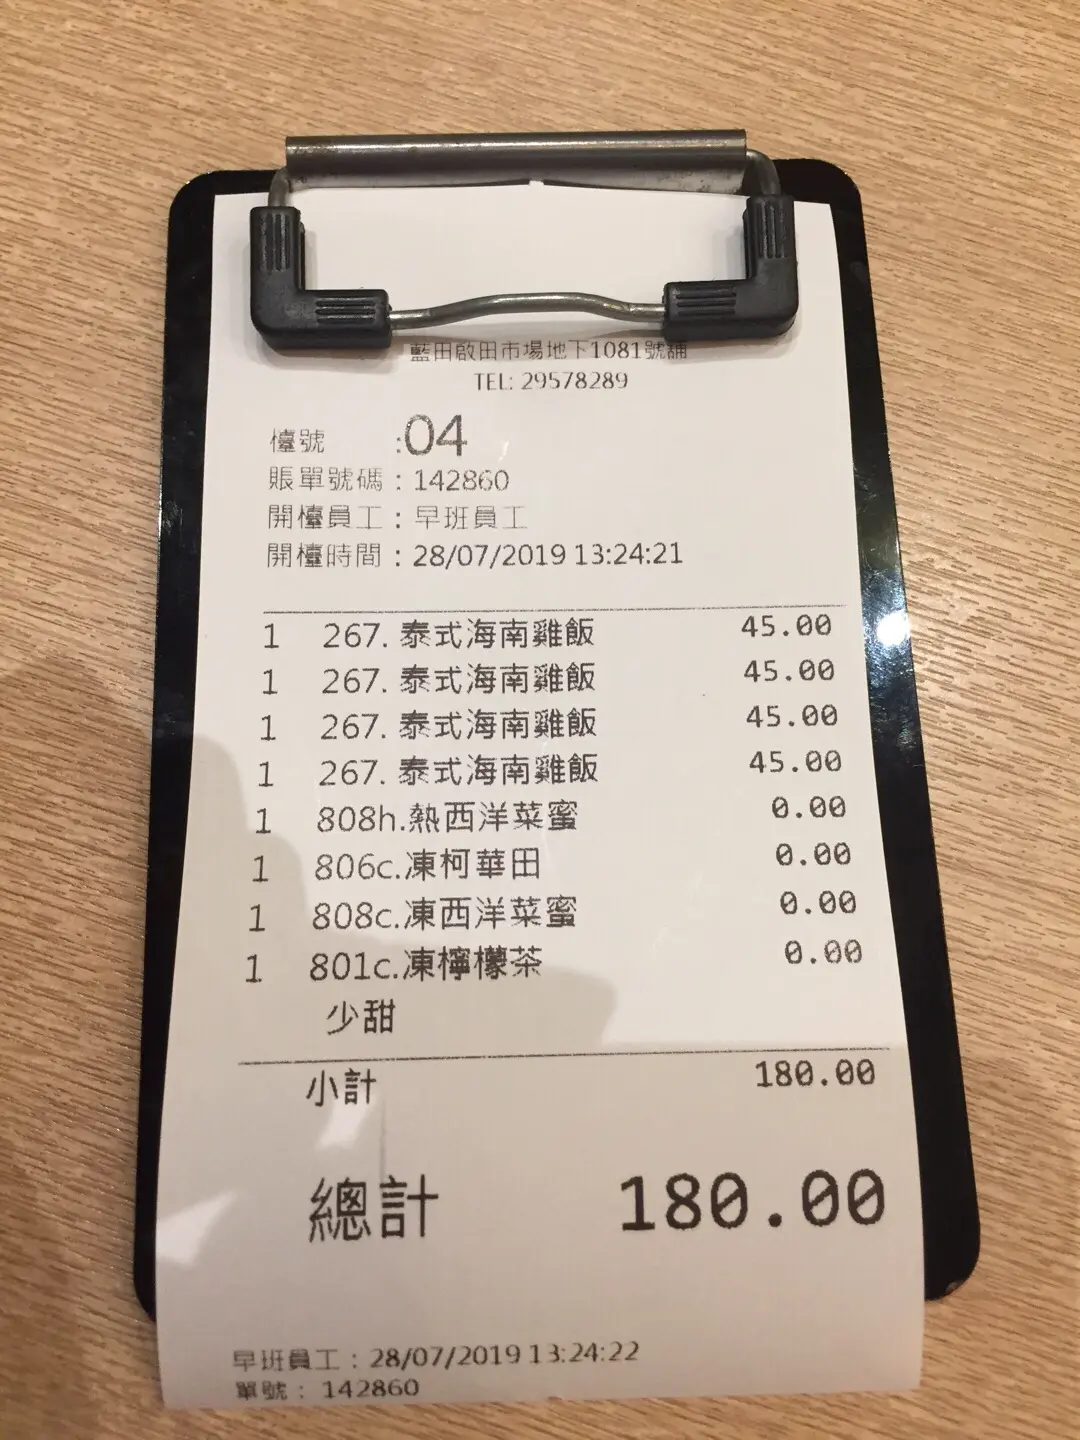 藍田啟田市場地下1081號舖
TEL: 29578289
檯號 :04
賬單號碼 : 142860
開檯員工 : 早班員工
開檯時間 : 28/07/2019 13:24:21
1 267. 泰式海南雞飯 45.00
1 267. 泰式海南雞飯 45.00
1 267. 泰式海南雞飯 45.00
1 267. 泰式海南雞飯 45.00
1 808h.熱西洋菜蜜 0.00
1 806c.凍柯華田 0.00
1 808c.凍西洋菜蜜 0.00
1 801c.凍檸檬茶 0.00
少甜
小計 180.00
總計 180.00
早班員工 : 28/07/2019 13:24:22
單號 : 142860